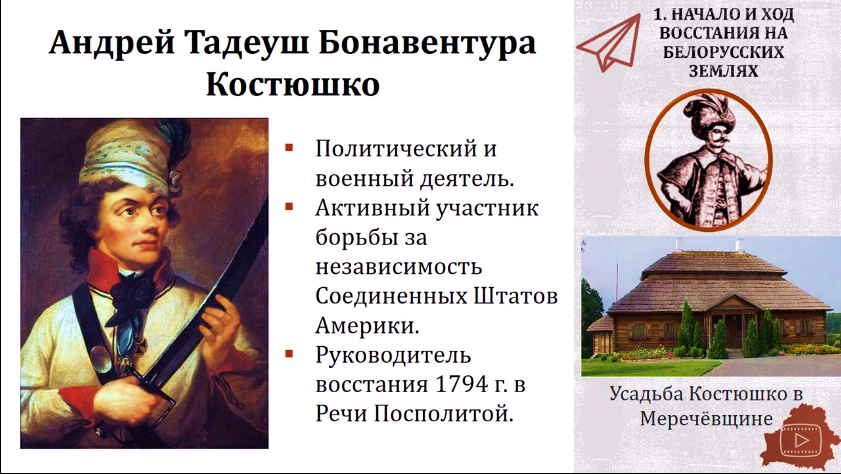 Андрей Тадеуш Бонавентура
Костюшко
Политический и
военный деятель.
Активный участник
борьбы за
независимость
Соединенных Штатов
Америки.
Руководитель
восстания 1794 г. в
Речи Посполитой.
1. НАЧАЛО И ХОД
ВОССТАНИЯ НА
БЕЛОРУССКИХ
ЗЕМЛЯХ
Усадьба Костюшко в
Меречёвщине